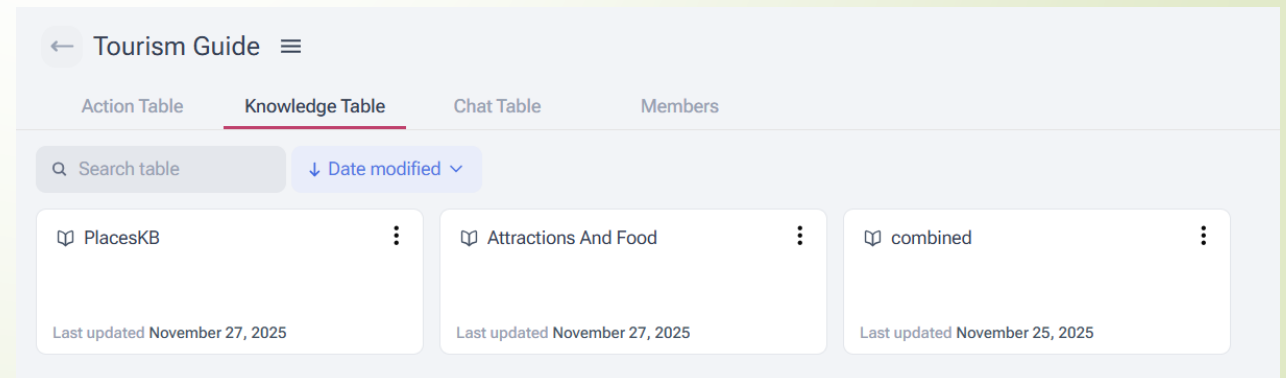 Tourism Guide
Action Table Knowledge Table Chat Table Members
Search table Date modified
PlacesKB Attractions And Food combined
Last updated November 27, 2025 Last updated November 27, 2025 Last updated November 25, 2025